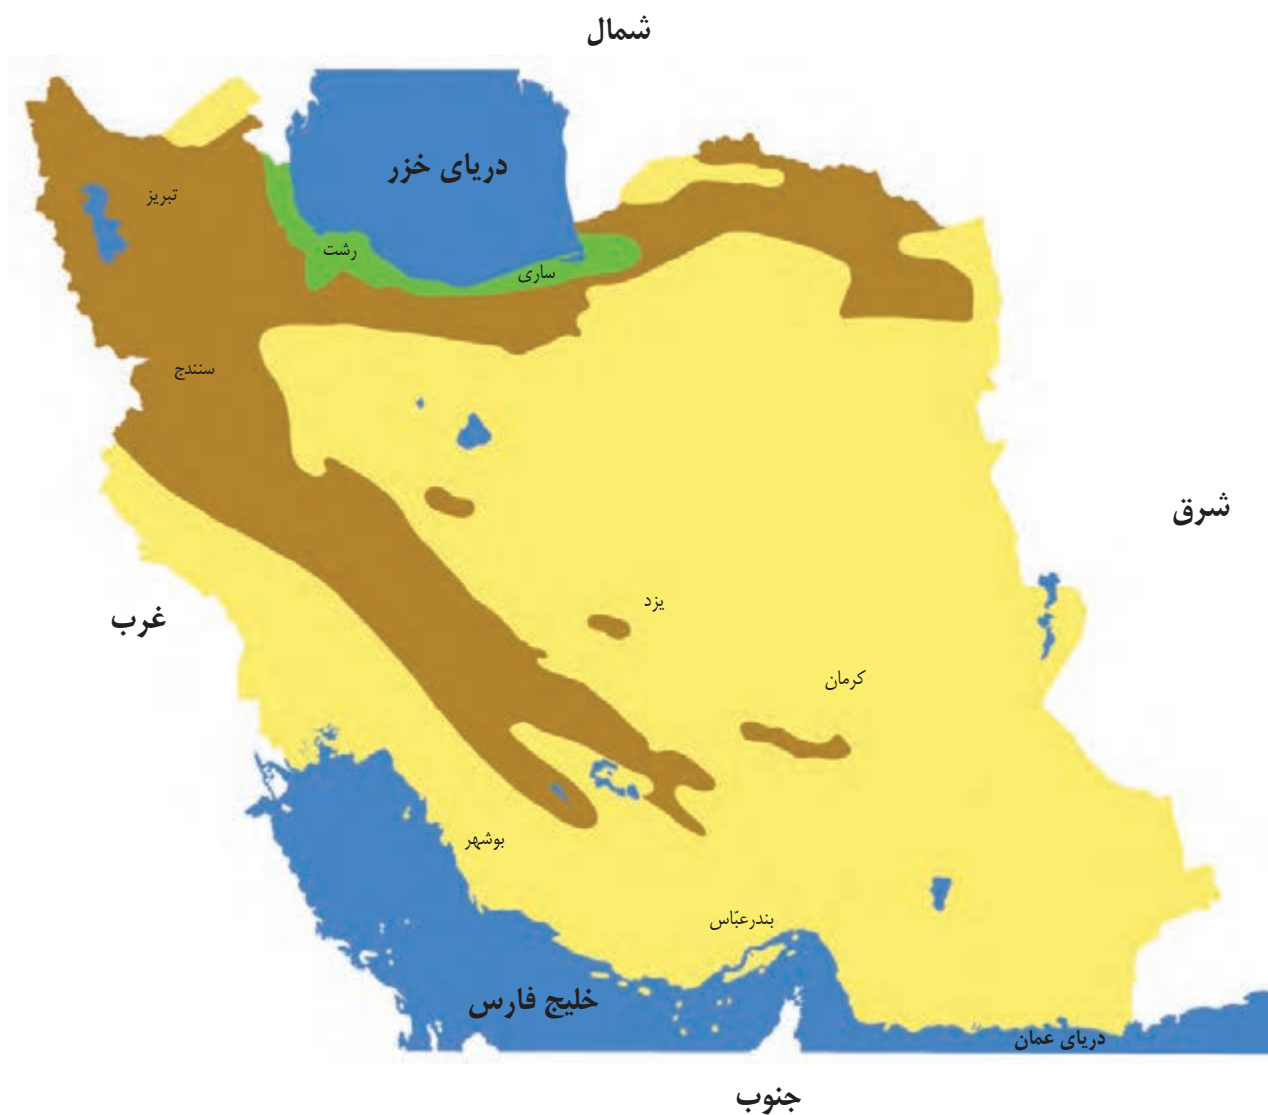 شمال
دریای خزر
تبریز
رشت
ساری
سنندج
شرق
یزد
غرب
کرمان
بوشهر
بندرعبّاس
خلیج فارس
دریای عمان
جنوب